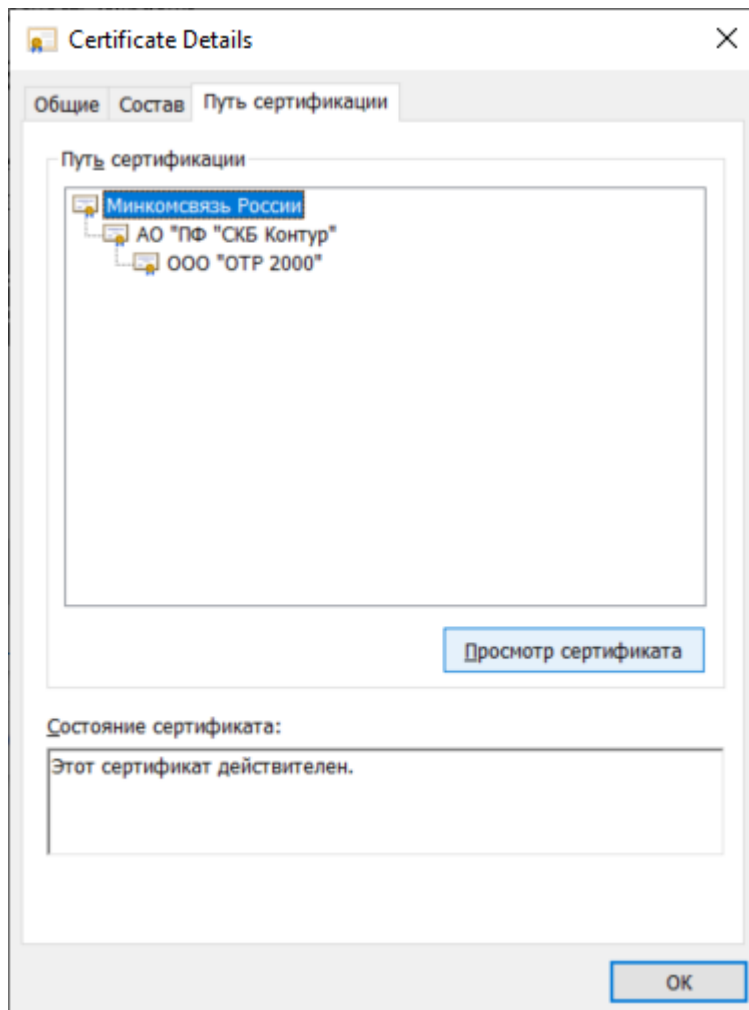 Certificate Details
Общие Состав Путь сертификации
Путь сертификации
Минкомсвязь России
АО "ПФ "СКБ Контур"
ООО "ОТР 2000"
Просмотр сертификата
Состояние сертификата:
Этот сертификат действителен.
ОК